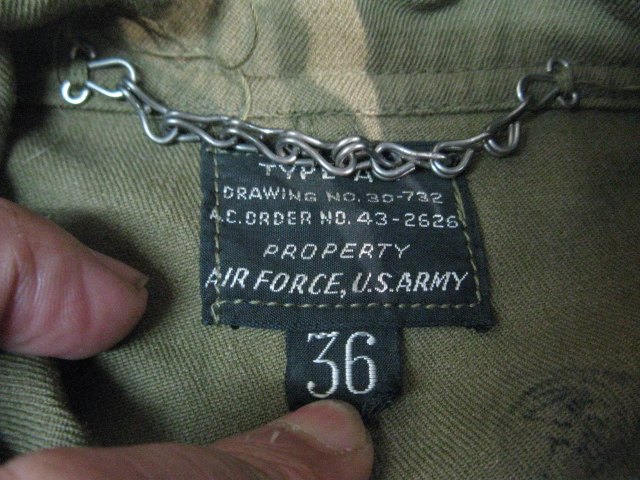 TYPE A
DRAWING NO. 30-732
A.C. ORDER NO. 43-2626
PROPERTY
AIR FORCE, U.S. ARMY
36